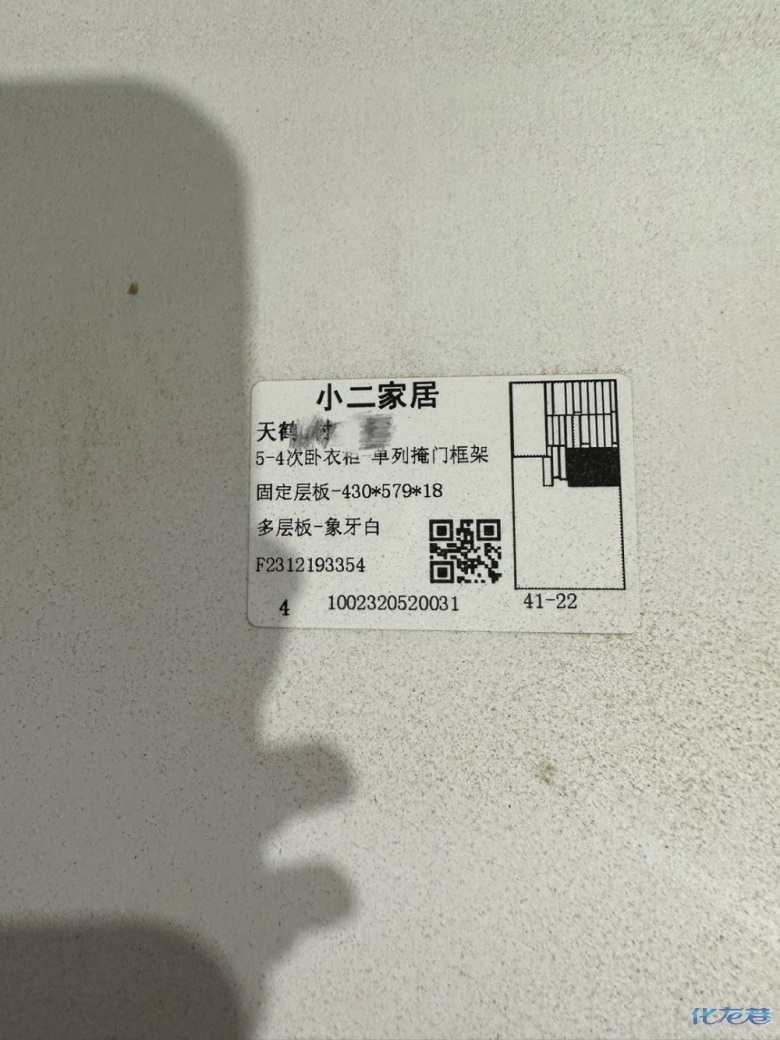 小二家居
天鹤
5-4次卧衣柜-单列掩门框架
固定层板-430*579*18
多层板-象牙白
F2312193354
4 1002320520031 41-22
化龙巷